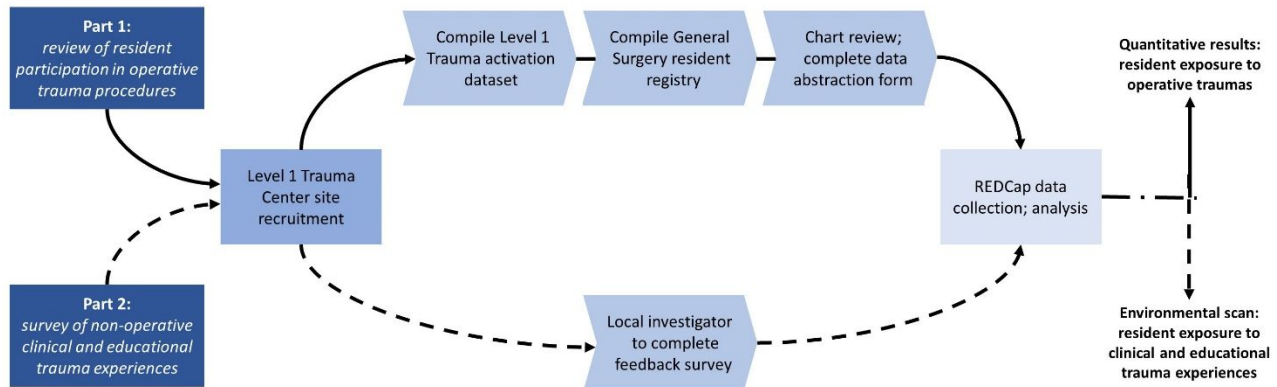 Part 1:
review of resident
participation in operative
trauma procedures
Compile Level 1
Trauma activation
dataset
Compile General
Surgery resident
registry
Chart review;
complete data
abstraction form
Quantitative results:
resident exposure to
operative traumas
Level 1 Trauma
Center site
recruitment
REDCap data
collection; analysis
Part 2:
survey of non-operative
clinical and educational
trauma experiences
Local investigator
to complete
feedback survey
Environmental scan:
resident exposure to
clinical and educational
trauma experiences